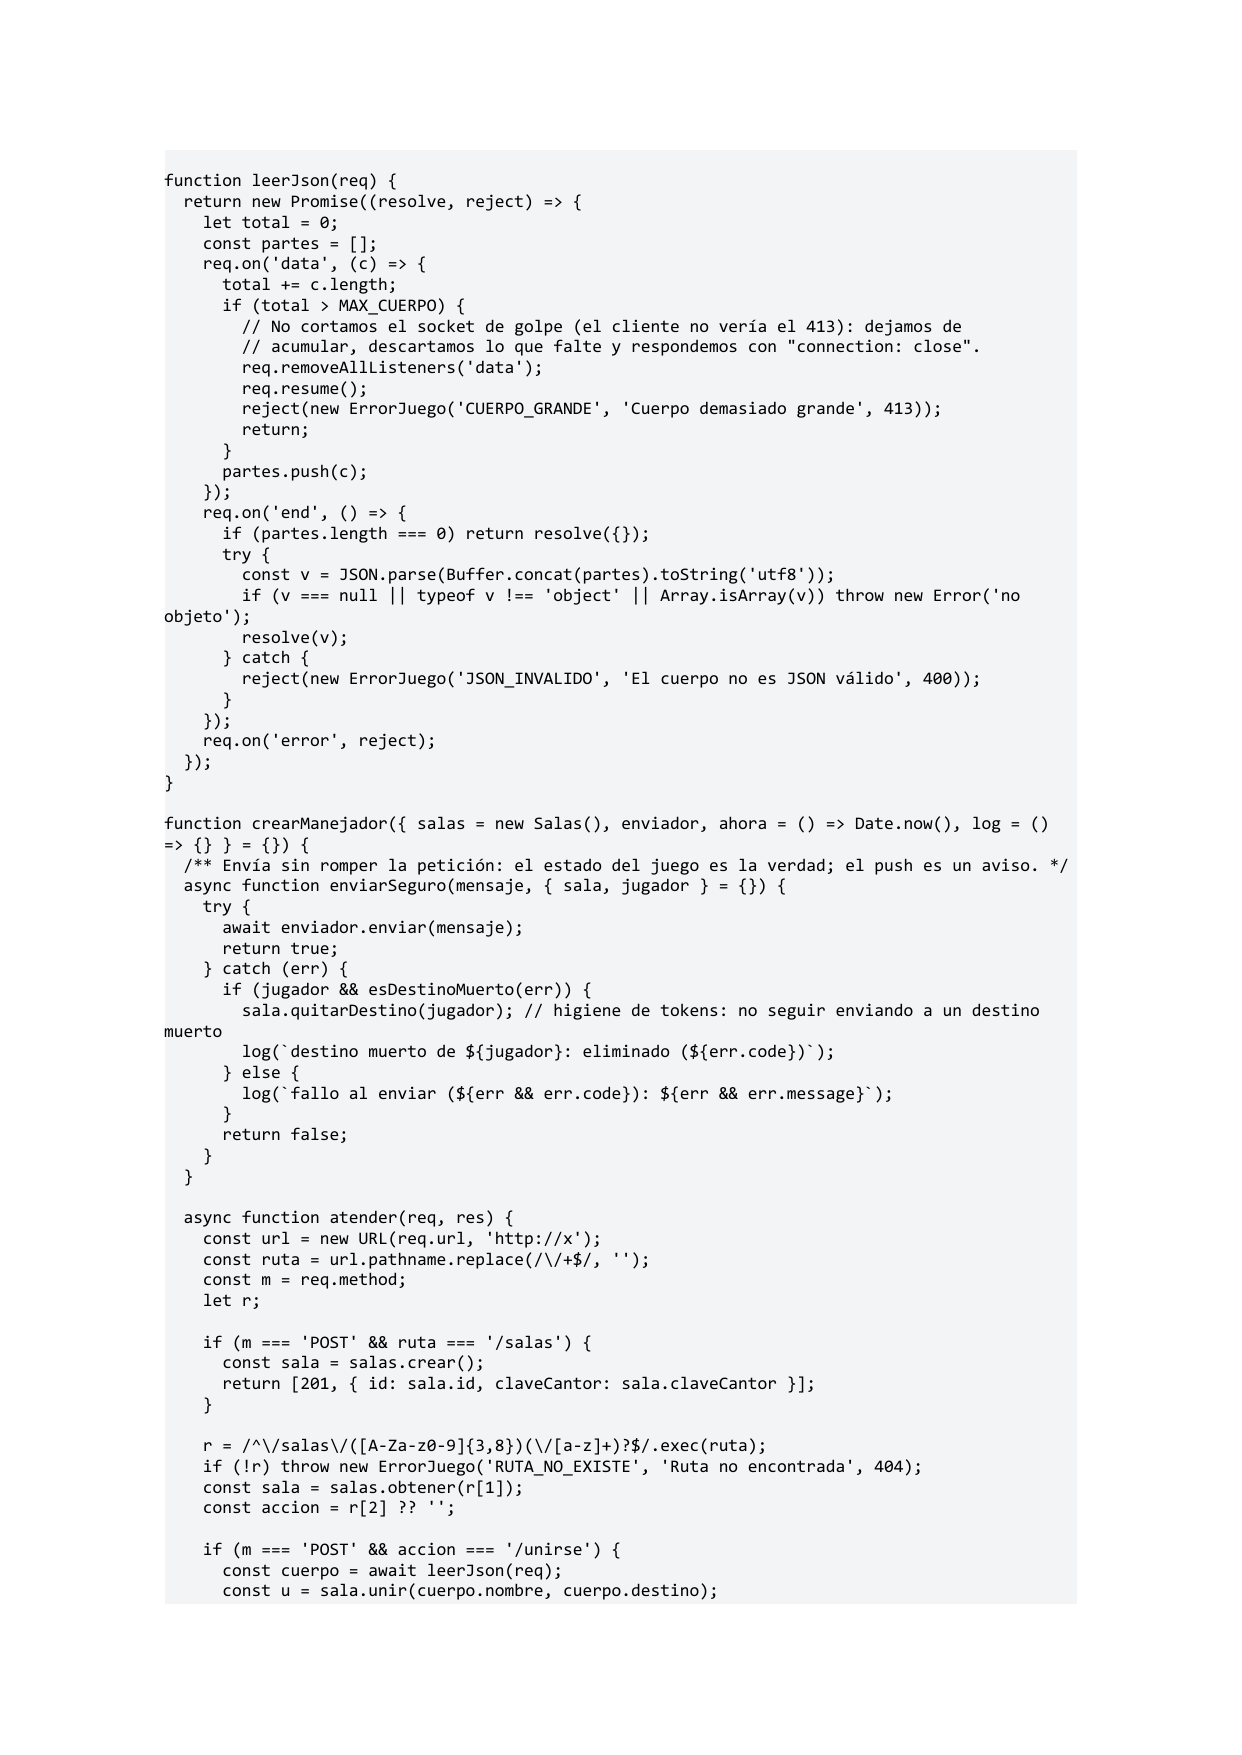 function leerJson(req) {
  return new Promise((resolve, reject) => {
    let total = 0;
    const partes = [];
    req.on('data', (c) => {
      total += c.length;
      if (total > MAX_CUERPO) {
        // No cortamos el socket de golpe (el cliente no vería el 413): dejamos de
        // acumular, descartamos lo que falte y respondemos con "connection: close".
        req.removeAllListeners('data');
        req.resume();
        reject(new ErrorJuego('CUERPO_GRANDE', 'Cuerpo demasiado grande', 413));
        return;
      }
      partes.push(c);
    });
    req.on('end', () => {
      if (partes.length === 0) return resolve({});
      try {
        const v = JSON.parse(Buffer.concat(partes).toString('utf8'));
        if (v === null || typeof v !== 'object' || Array.isArray(v)) throw new Error('no
objeto');
        resolve(v);
      } catch {
        reject(new ErrorJuego('JSON_INVALIDO', 'El cuerpo no es JSON válido', 400));
      }
    });
    req.on('error', reject);
  });
}

function crearManejador({ salas = new Salas(), enviador, ahora = () => Date.now(), log = ()
=> {} } = {}) {
  /** Envía sin romper la petición: el estado del juego es la verdad; el push es un aviso. */
  async function enviarSeguro(mensaje, { sala, jugador } = {}) {
    try {
      await enviador.enviar(mensaje);
      return true;
    } catch (err) {
      if (jugador && esDestinoMuerto(err)) {
        sala.quitarDestino(jugador); // higiene de tokens: no seguir enviando a un destino
muerto
        log(`destino muerto de ${jugador}: eliminado (${err.code})`);
      } else {
        log(`fallo al enviar (${err && err.code}): ${err && err.message}`);
      }
      return false;
    }
  }

  async function atender(req, res) {
    const url = new URL(req.url, 'http://x');
    const ruta = url.pathname.replace(/\/+$/, '');
    const m = req.method;
    let r;

    if (m === 'POST' && ruta === '/salas') {
      const sala = salas.crear();
      return [201, { id: sala.id, claveCantor: sala.claveCantor }];
    }

    r = /^\/salas\/([A-Za-z0-9]{3,8})(\/[a-z]+)?$/.exec(ruta);
    if (!r) throw new ErrorJuego('RUTA_NO_EXISTE', 'Ruta no encontrada', 404);
    const sala = salas.obtener(r[1]);
    const accion = r[2] ?? '';

    if (m === 'POST' && accion === '/unirse') {
      const cuerpo = await leerJson(req);
      const u = sala.unir(cuerpo.nombre, cuerpo.destino);